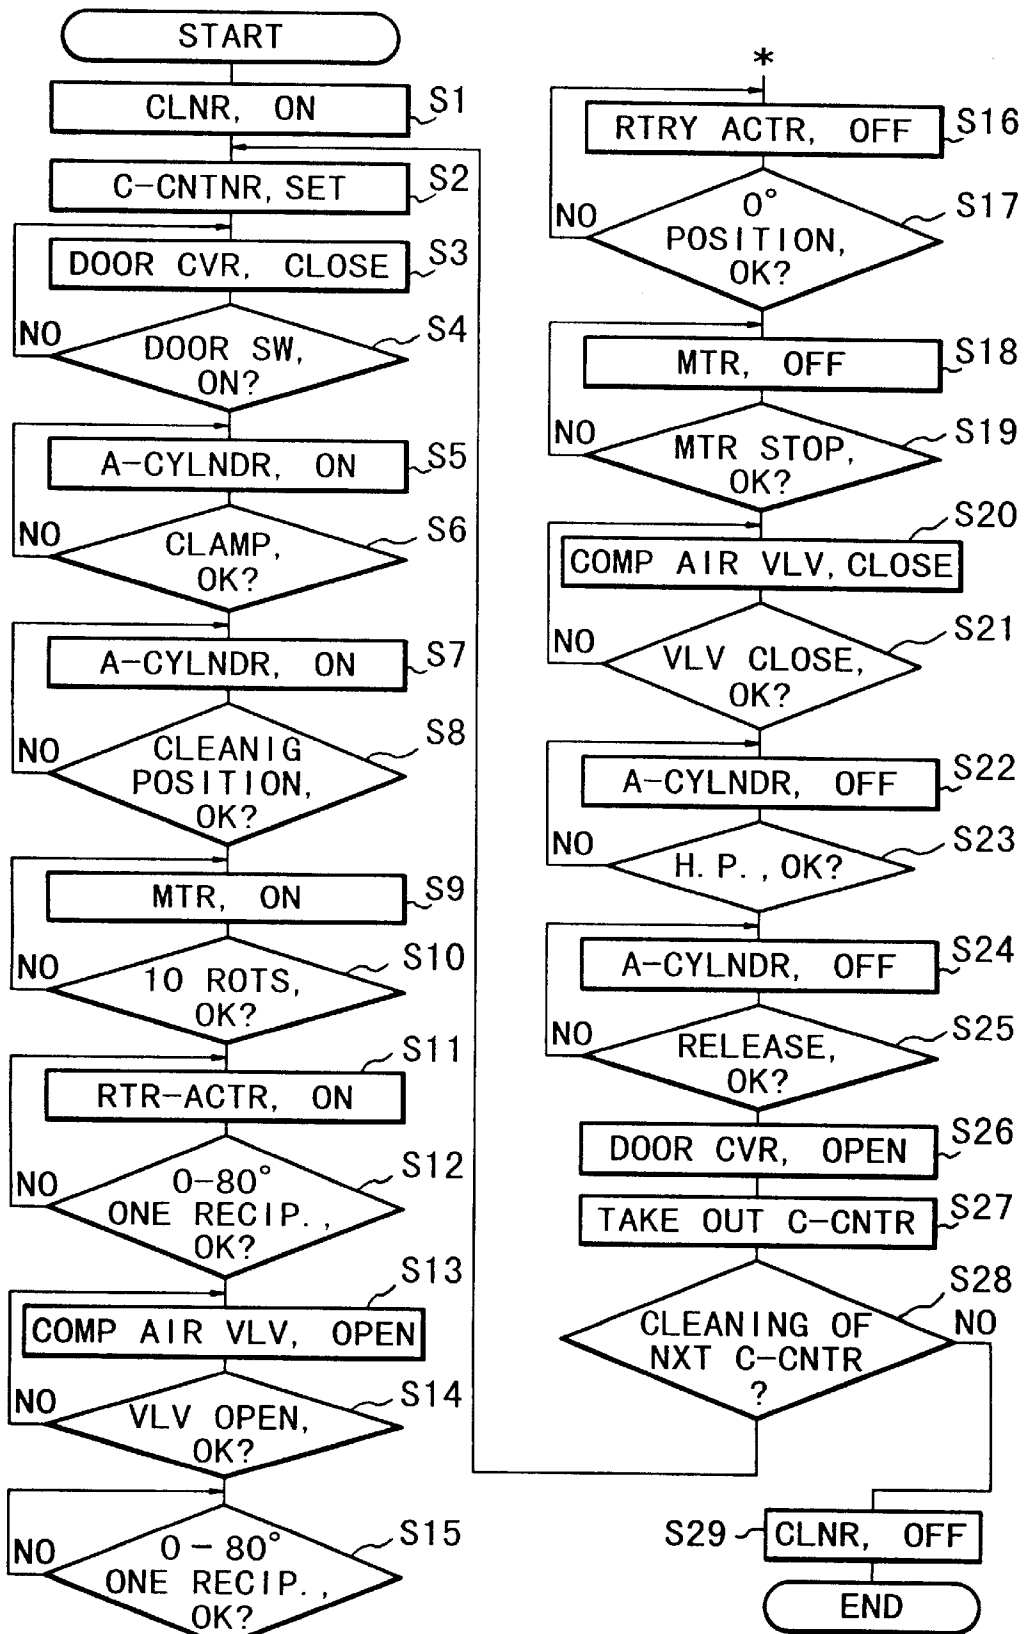 START
CLNR, ON
S1
C-CNTNR, SET
S2
DOOR CVR, CLOSE
S3
DOOR SW,
ON?
S4
NO
A-CYLNDR, ON
S5
CLAMP,
OK?
S6
NO
A-CYLNDR, ON
S7
CLEANIG
POSITION,
OK?
S8
NO
MTR, ON
S9
10 ROTS,
OK?
S10
NO
RTR-ACTR, ON
S11
0-80°
ONE RECIP.,
OK?
S12
NO
COMP AIR VLV, OPEN
S13
VLV OPEN,
OK?
S14
NO
0-80°
ONE RECIP.,
OK?
S15
NO
*
RTRY ACTR, OFF
S16
0°
POSITION,
OK?
S17
NO
MTR, OFF
S18
MTR STOP,
OK?
S19
NO
COMP AIR VLV, CLOSE
S20
VLV CLOSE,
OK?
S21
NO
A-CYLNDR, OFF
S22
H.P., OK?
S23
NO
A-CYLNDR, OFF
S24
RELEASE,
OK?
S25
NO
DOOR CVR, OPEN
S26
TAKE OUT C-CNTR
S27
CLEANING OF
NXT C-CNTR
?
S28
NO
S29
CLNR, OFF
END